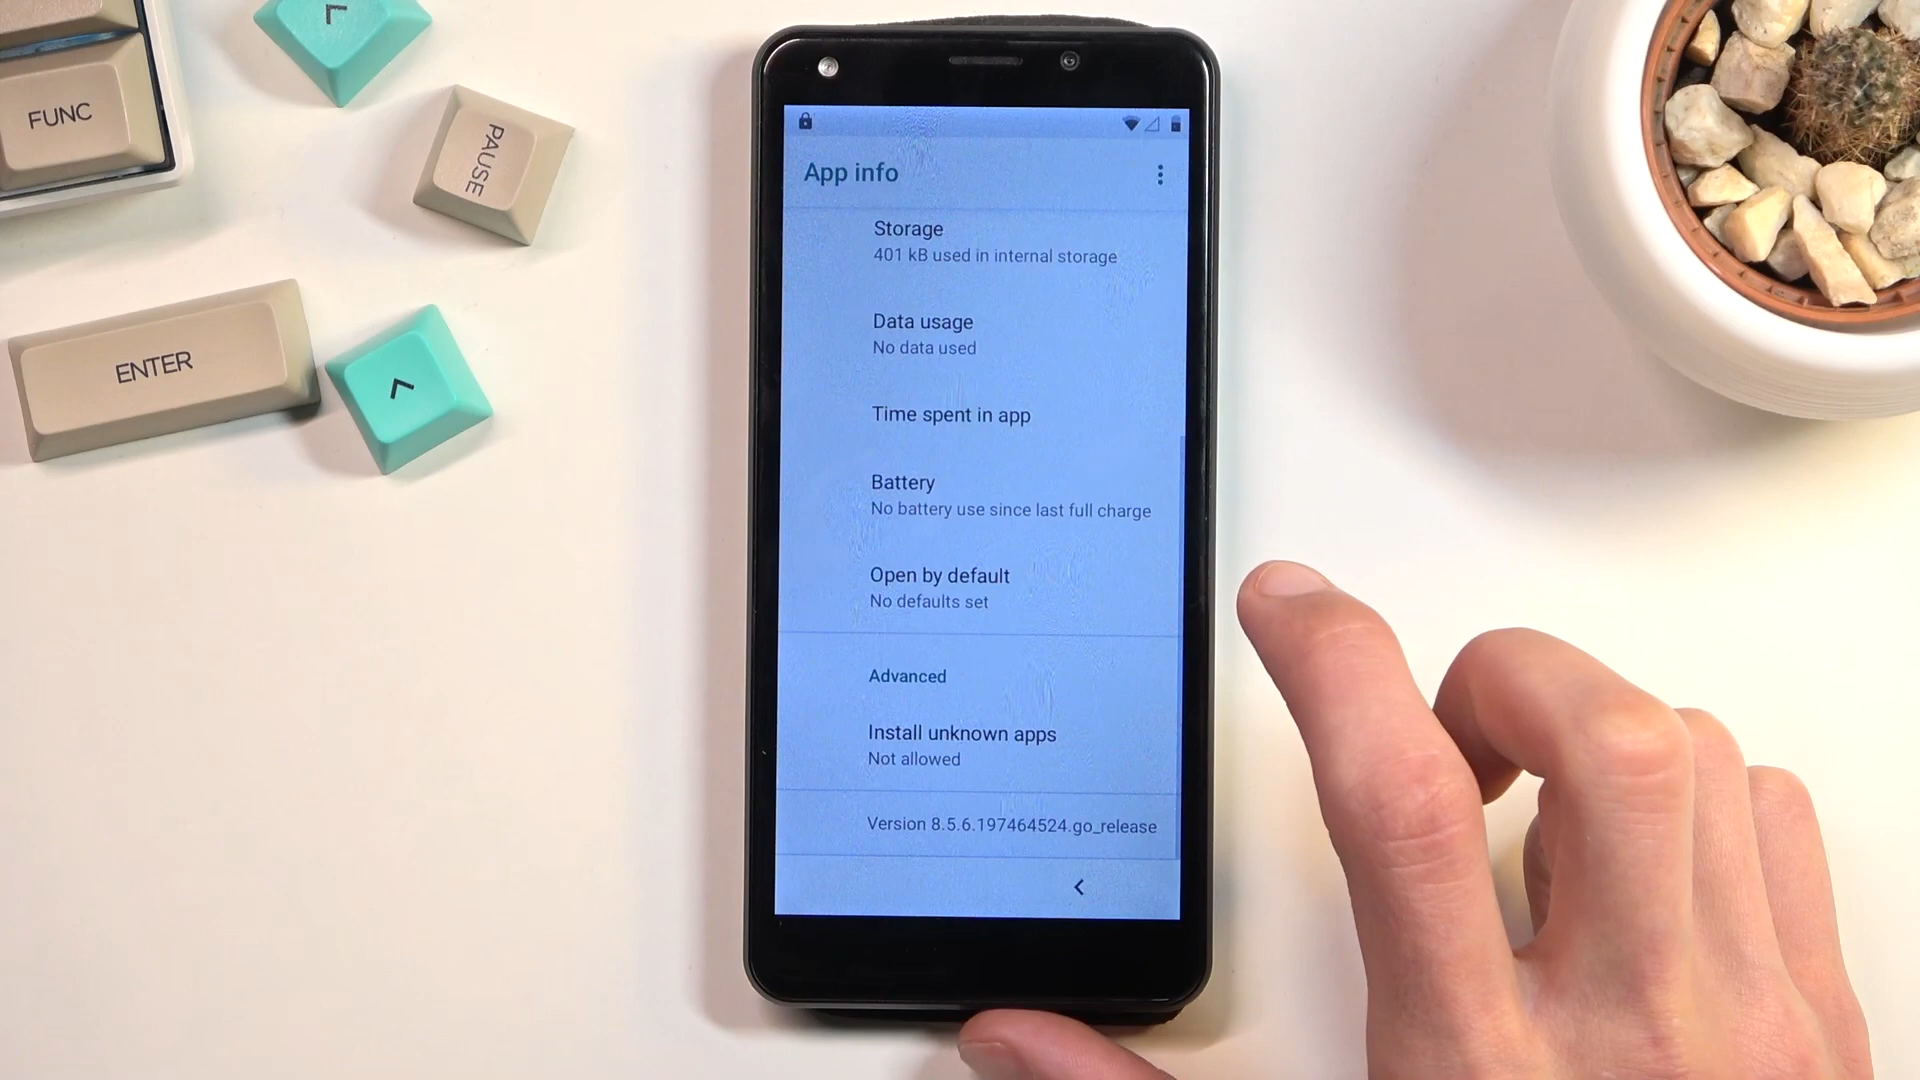 FUNC
PAUSE
ENTER
App info
Storage
401 kB used in internal storage
Data usage
No data used
Time spent in app
Battery
No battery use since last full charge
Open by default
No defaults set
Advanced
Install unknown apps
Not allowed
Version 8.5.6.197464524.go_release